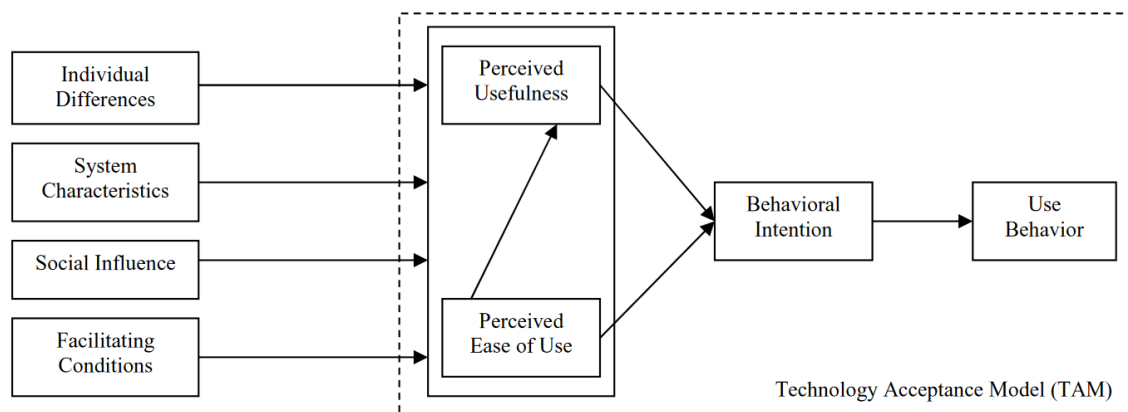 Individual
Differences
System
Characteristics
Social Influence
Facilitating
Conditions
Perceived
Usefulness
Perceived
Ease of Use
Behavioral
Intention
Use
Behavior
Technology Acceptance Model (TAM)